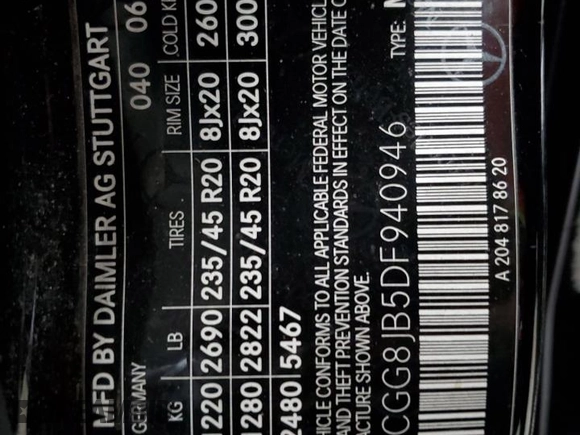 MFD BY DAIMLER AG STUTTGART
GERMANY 040 06
KG LB TIRES RIM SIZE COLD
1220 2690 235/45 R20 8Jx20 260
1280 2822 235/45 R20 8Jx20 300
2480 5467
HICLE CONFORMS TO ALL APPLICABLE FEDERAL MOTOR VEHICL
AND THEFT PREVENTION STANDARDS IN EFFECT ON THE DATE O
ACTURE SHOWN ABOVE.
CGG8JB5DF940946 TYPE:
A 204 817 86 20